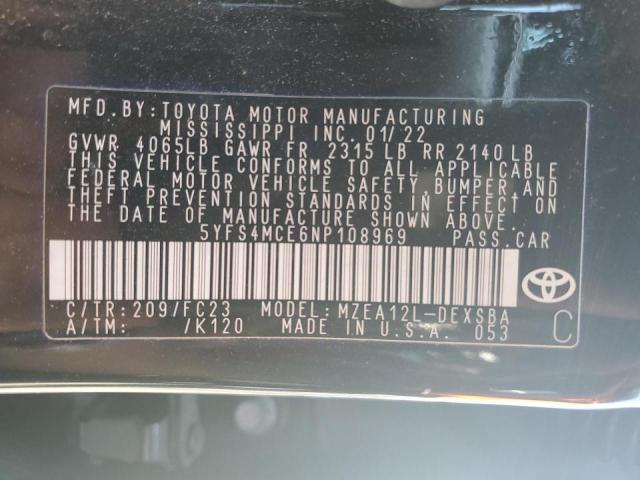 MFD. BY: TOYOTA MOTOR MANUFACTURING
MISSISSIPPI INC. 01/22
GVWR 4065LB GAWR FR 2315 LB RR 2140 LB
THIS VEHICLE CONFORMS TO ALL APPLICABLE
FEDERAL MOTOR VEHICLE SAFETY, BUMPER, AND
THEFT PREVENTION STANDARDS IN EFFECT ON
THE DATE OF MANUFACTURE SHOWN ABOVE.
5YFS4MCE6NP108969 PASS.CAR
C/TR: 209/FC23 MODEL: MZEA12L-DEXSBA
A/TM: /K120 MADE IN U.S.A. 053
C